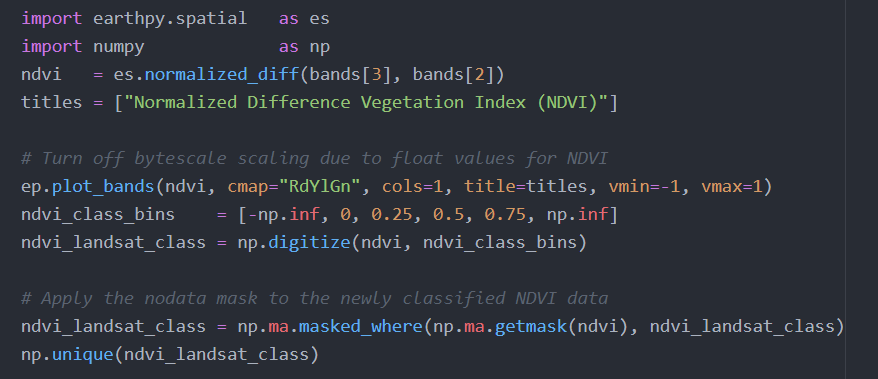 import earthpy.spatial   as es
import numpy             as np
ndvi   = es.normalized_diff(bands[3], bands[2])
titles = ["Normalized Difference Vegetation Index (NDVI)"]
# Turn off bytescale scaling due to float values for NDVI
ep.plot_bands(ndvi, cmap="RdYlGn", cols=1, title=titles, vmin=-1, vmax=1)
ndvi_class_bins    = [-np.inf, 0, 0.25, 0.5, 0.75, np.inf]
ndvi_landsat_class = np.digitize(ndvi, ndvi_class_bins)
# Apply the nodata mask to the newly classified NDVI data
ndvi_landsat_class = np.ma.masked_where(np.ma.getmask(ndvi), ndvi_landsat_class)
np.unique(ndvi_landsat_class)